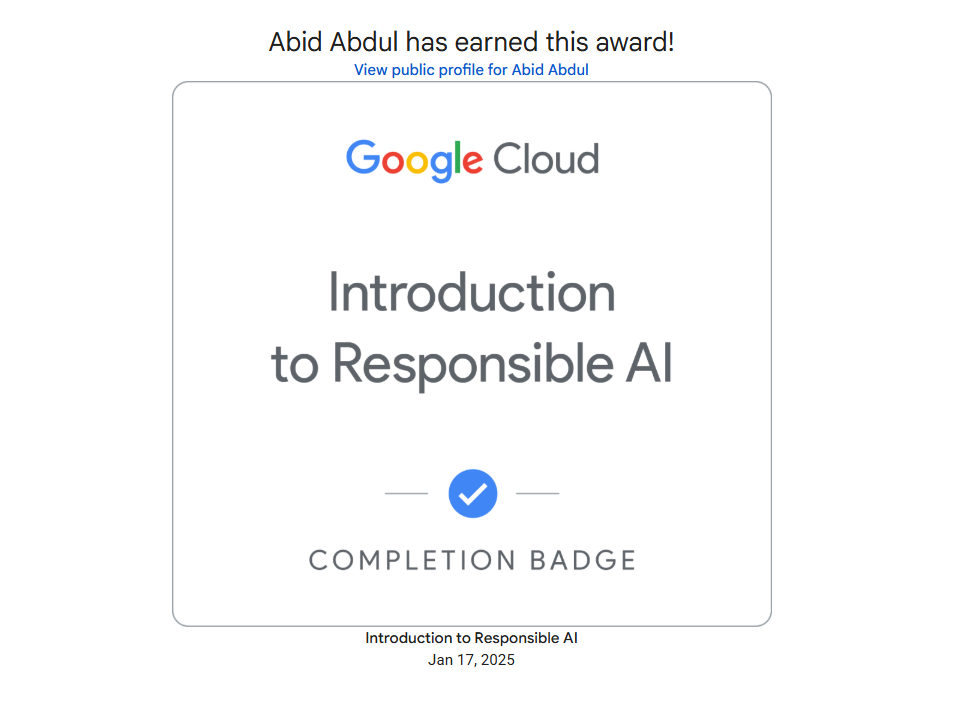 Abid Abdul has earned this award!
View public profile for Abid Abdul
Google Cloud
Introduction
to Responsible AI
COMPLETION BADGE
Introduction to Responsible AI
Jan 17, 2025